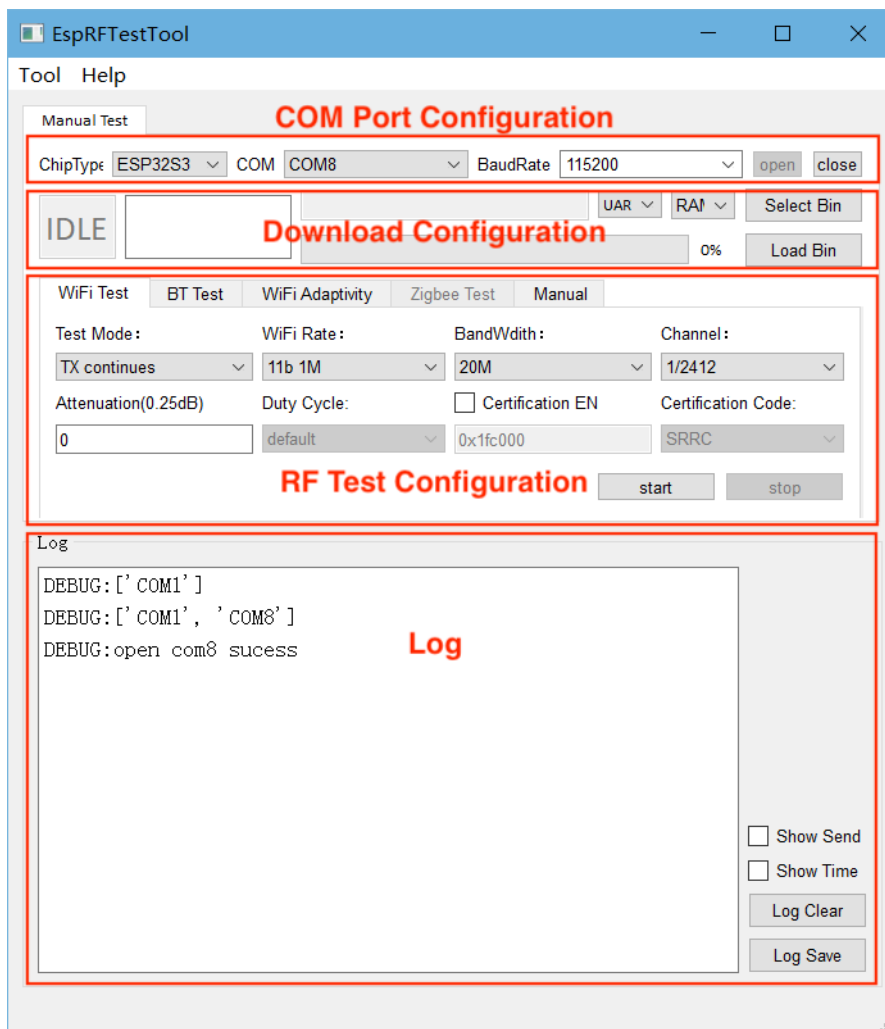 EspRFTestTool
Tool Help
Manual Test
COM Port Configuration
ChipType ESP32S3 COM COM8 BaudRate 115200 open close
IDLE UAR RAM Select Bin
Download Configuration
0% Load Bin
WiFi Test BT Test WiFi Adaptivity Zigbee Test Manual
Test Mode: WiFi Rate: BandWdith: Channel:
TX continues 11b 1M 20M 1/2412
Attenuation(0.25dB) Duty Cycle: Certification EN Certification Code:
0 default 0x1fc000 SRRC
RF Test Configuration start stop
Log
DEBUG:['COM1']
DEBUG:['COM1', 'COM8']
DEBUG:open com8 sucess
Log
Show Send
Show Time
Log Clear
Log Save